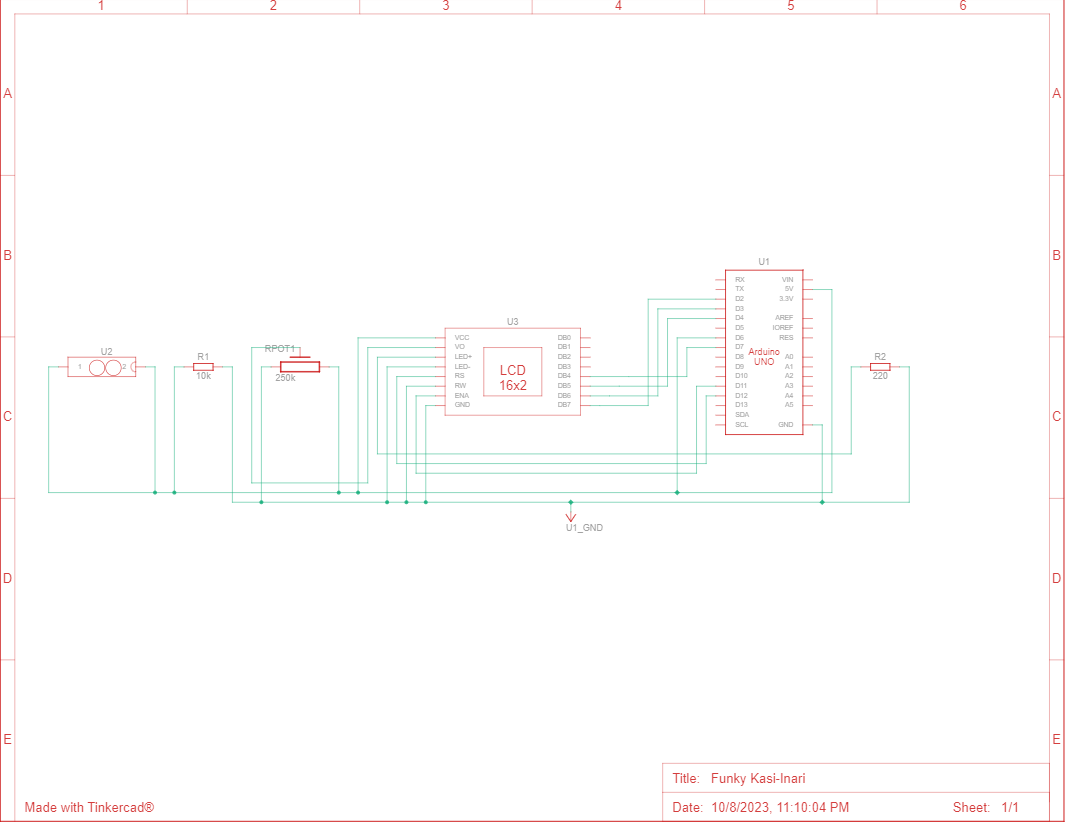 1 2 3 4 5 6
A A
B B
C C
D D
E E
U2
1 2
R1
10k
RPOT1
250k
U3
VCC DB0
VO DB1
LED+ DB2
LED- DB3
RS DB4
RW DB5
ENA DB6
GND DB7
LCD
16x2
U1
RX VIN
TX 5V
D2 3.3V
D3
D4 AREF
D5 IOREF
D6 RES
D7
D8 A0
D9 A1
D10 A2
D11 A3
D12 A4
D13 A5
SDA
SCL GND
Arduino
UNO
R2
220
U1_GND
Title: Funky Kasi-Inari
Made with Tinkercad®
Date: 10/8/2023, 11:10:04 PM Sheet: 1/1